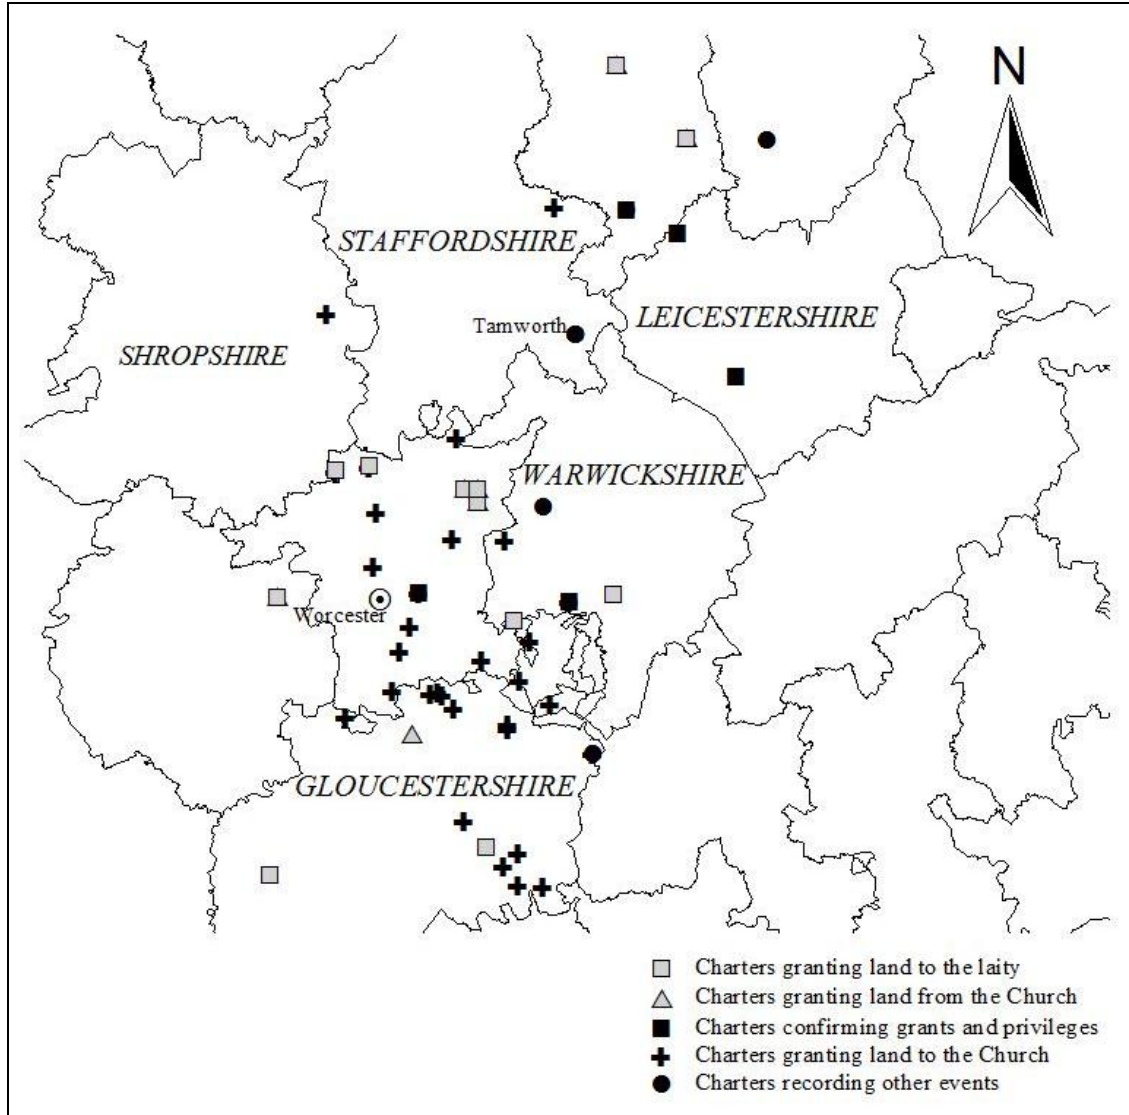 N
STAFFORDSHIRE
LEICESTERSHIRE
Tamworth
SHROPSHIRE
WARWICKSHIRE
Worcester
GLOUCESTERSHIRE
Charters granting land to the laity
Charters granting land from the Church
Charters confirming grants and privileges
Charters granting land to the Church
Charters recording other events